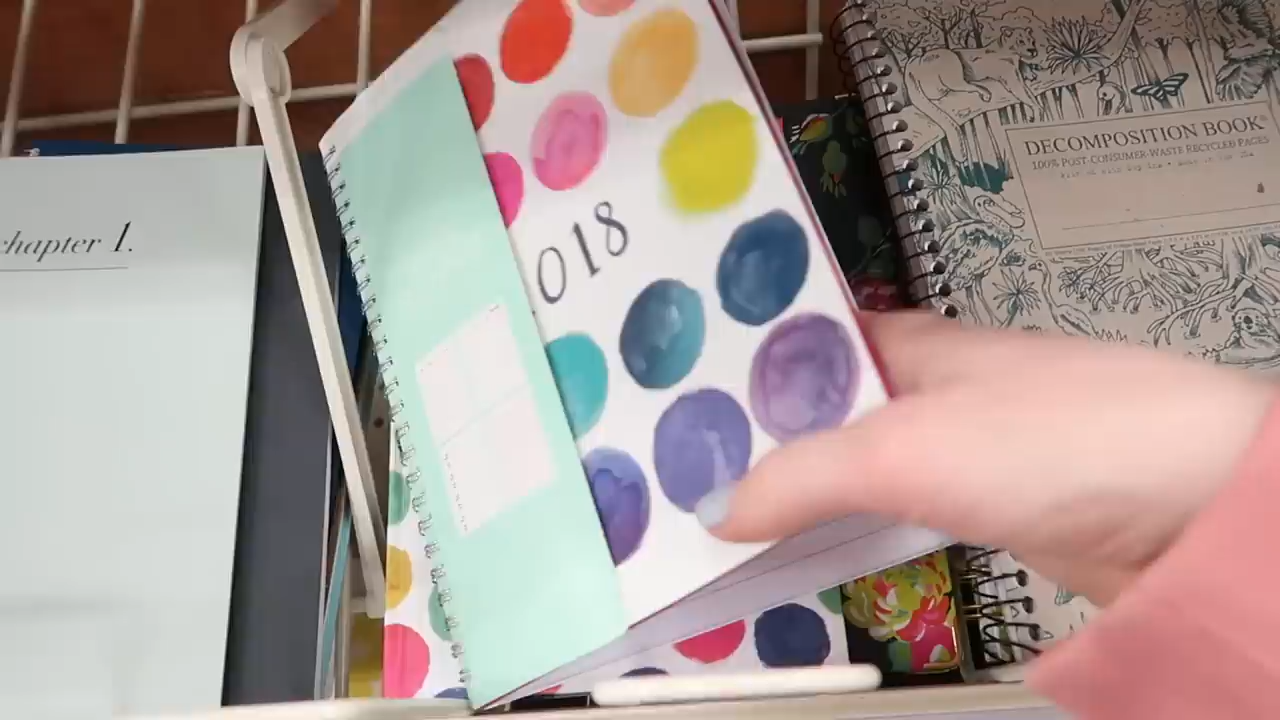 chapter 1.
018
DECOMPOSITION BOOK®
100% POST-CONSUMER-WASTE RECYCLED PAGES